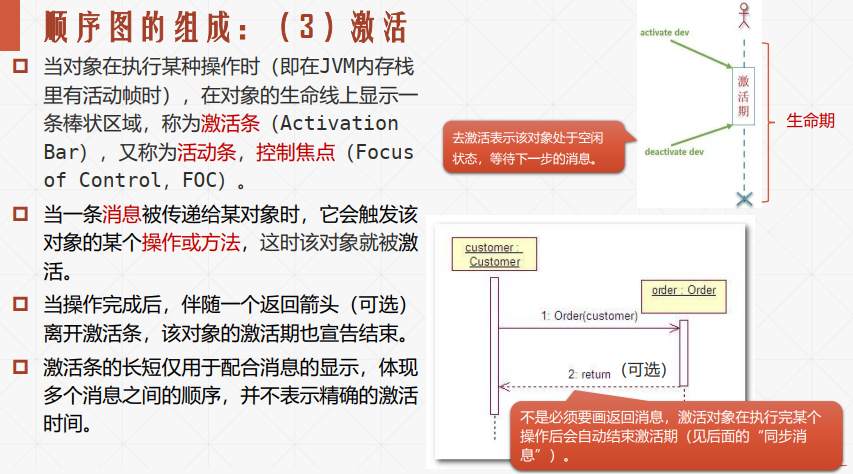 顺序图的组成：（3）激活
当对象在执行某种操作时（即在JVM内存栈
里有活动帧时），在对象的生命线上显示一
条棒状区域，称为激活条（Activation
Bar），又称为活动条，控制焦点（Focus
of Control，FOC）。
当一条消息被传递给某对象时，它会触发该
对象的某个操作或方法，这时该对象就被激
活。
当操作完成后，伴随一个返回箭头（可选）
离开激活条，该对象的激活期也宣告结束。
激活条的长短仅用于配合消息的显示，体现
多个消息之间的顺序，并不表示精确的激活
时间。
activate dev
激
活
期
生命期
去激活表示该对象处于空闲
状态，等待下一步的消息。
deactivate dev
customer :
Customer
order : Order
1: Order(customer)
2: return（可选）
不是必须要画返回消息，激活对象在执行完某个
操作后会自动结束激活期（见后面的“同步消
息”）。